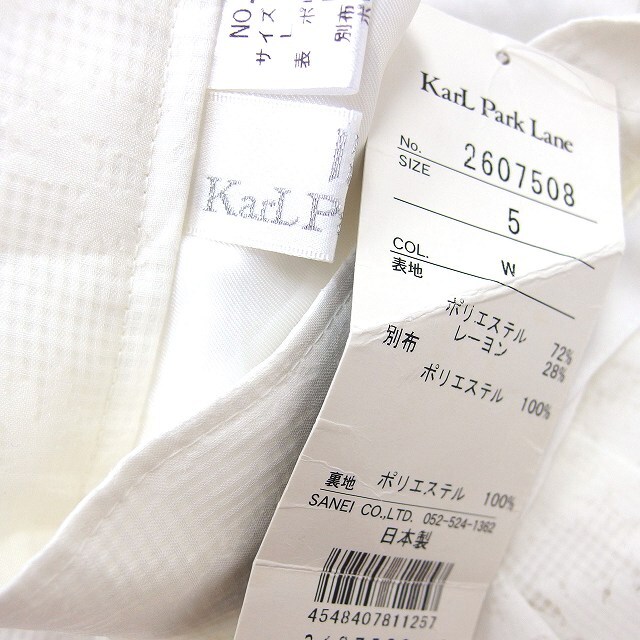 NO.
サイズ
表
別布
KarL P
KarL Park Lane
No. 2607508
SIZE
5
COL. W
表地
ポリエステル 72%
レーヨン 28%
別布
ポリエステル 100%
裏地 ポリエステル 100%
SANEI CO.,LTD. 052-524-1362
日本製
4548407811257